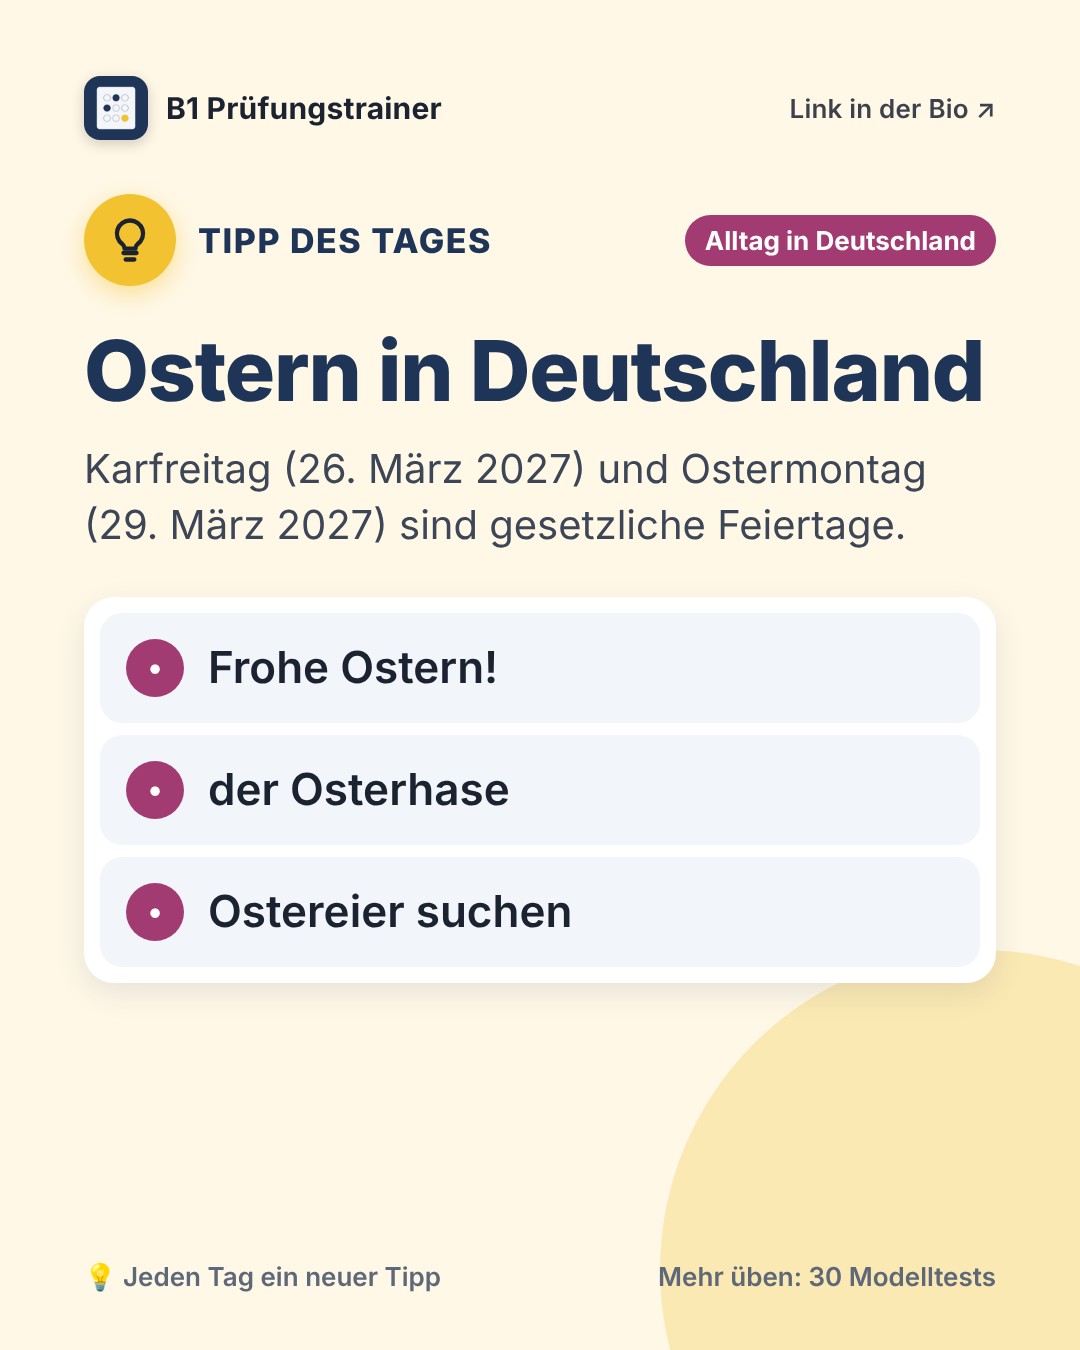 B1 Prüfungstrainer
Link in der Bio ↗
TIPP DES TAGES
Alltag in Deutschland
Ostern in Deutschland
Karfreitag (26. März 2027) und Ostermontag
(29. März 2027) sind gesetzliche Feiertage.
Frohe Ostern!
der Osterhase
Ostereier suchen
💡 Jeden Tag ein neuer Tipp
Mehr üben: 30 Modelltests